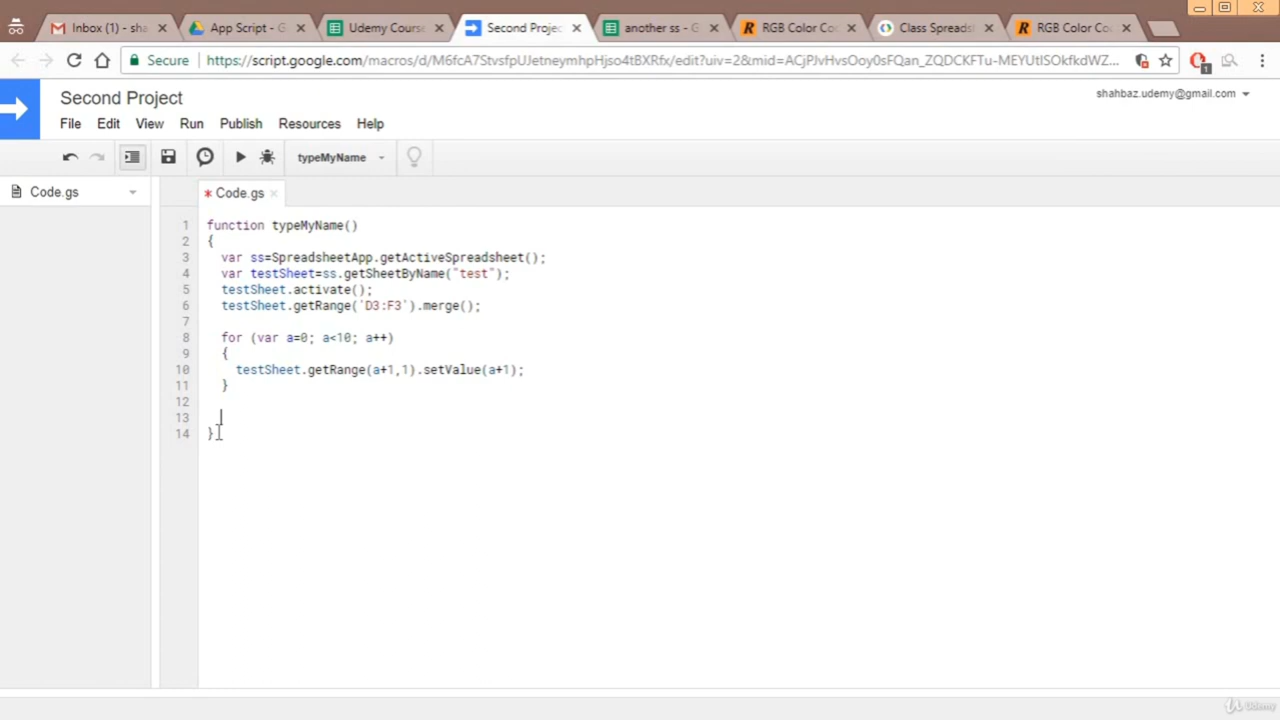 Inbox (1) - sha
App Script - G
Udemy Course
Second Projec
another ss - G
RGB Color Co
Class Spreads
RGB Color Co
Secure
https://script.google.com/macros/d/M6fcA7StvsfpUJetneymhpHjso4tBXRfx/edit?uiv=2&mid=ACjPJvHvsOoy0sFQan_ZQDCKFTu-MEYUtlSOkfkdWZ...
1
Second Project
shahbaz.udemy@gmail.com
File Edit View Run Publish Resources Help
typeMyName
Code.gs
* Code.gs
1 function typeMyName()
2 {
3 var ss=SpreadsheetApp.getActiveSpreadsheet();
4 var testSheet=ss.getSheetByName("test");
5 testSheet.activate();
6 testSheet.getRange('D3:F3').merge();
7
8 for (var a=0; a<10; a++)
9 {
10 testSheet.getRange(a+1,1).setValue(a+1);
11 }
12
13
14 }
Udemy